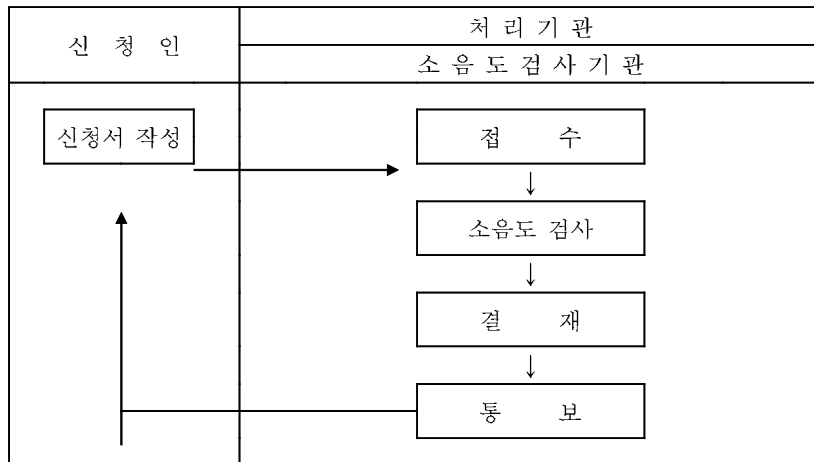 신 청 인
처 리 기 관
소 음 도 검 사 기 관
신청서 작성
접 수
↓
소음도 검사
↓
결 재
↓
통 보